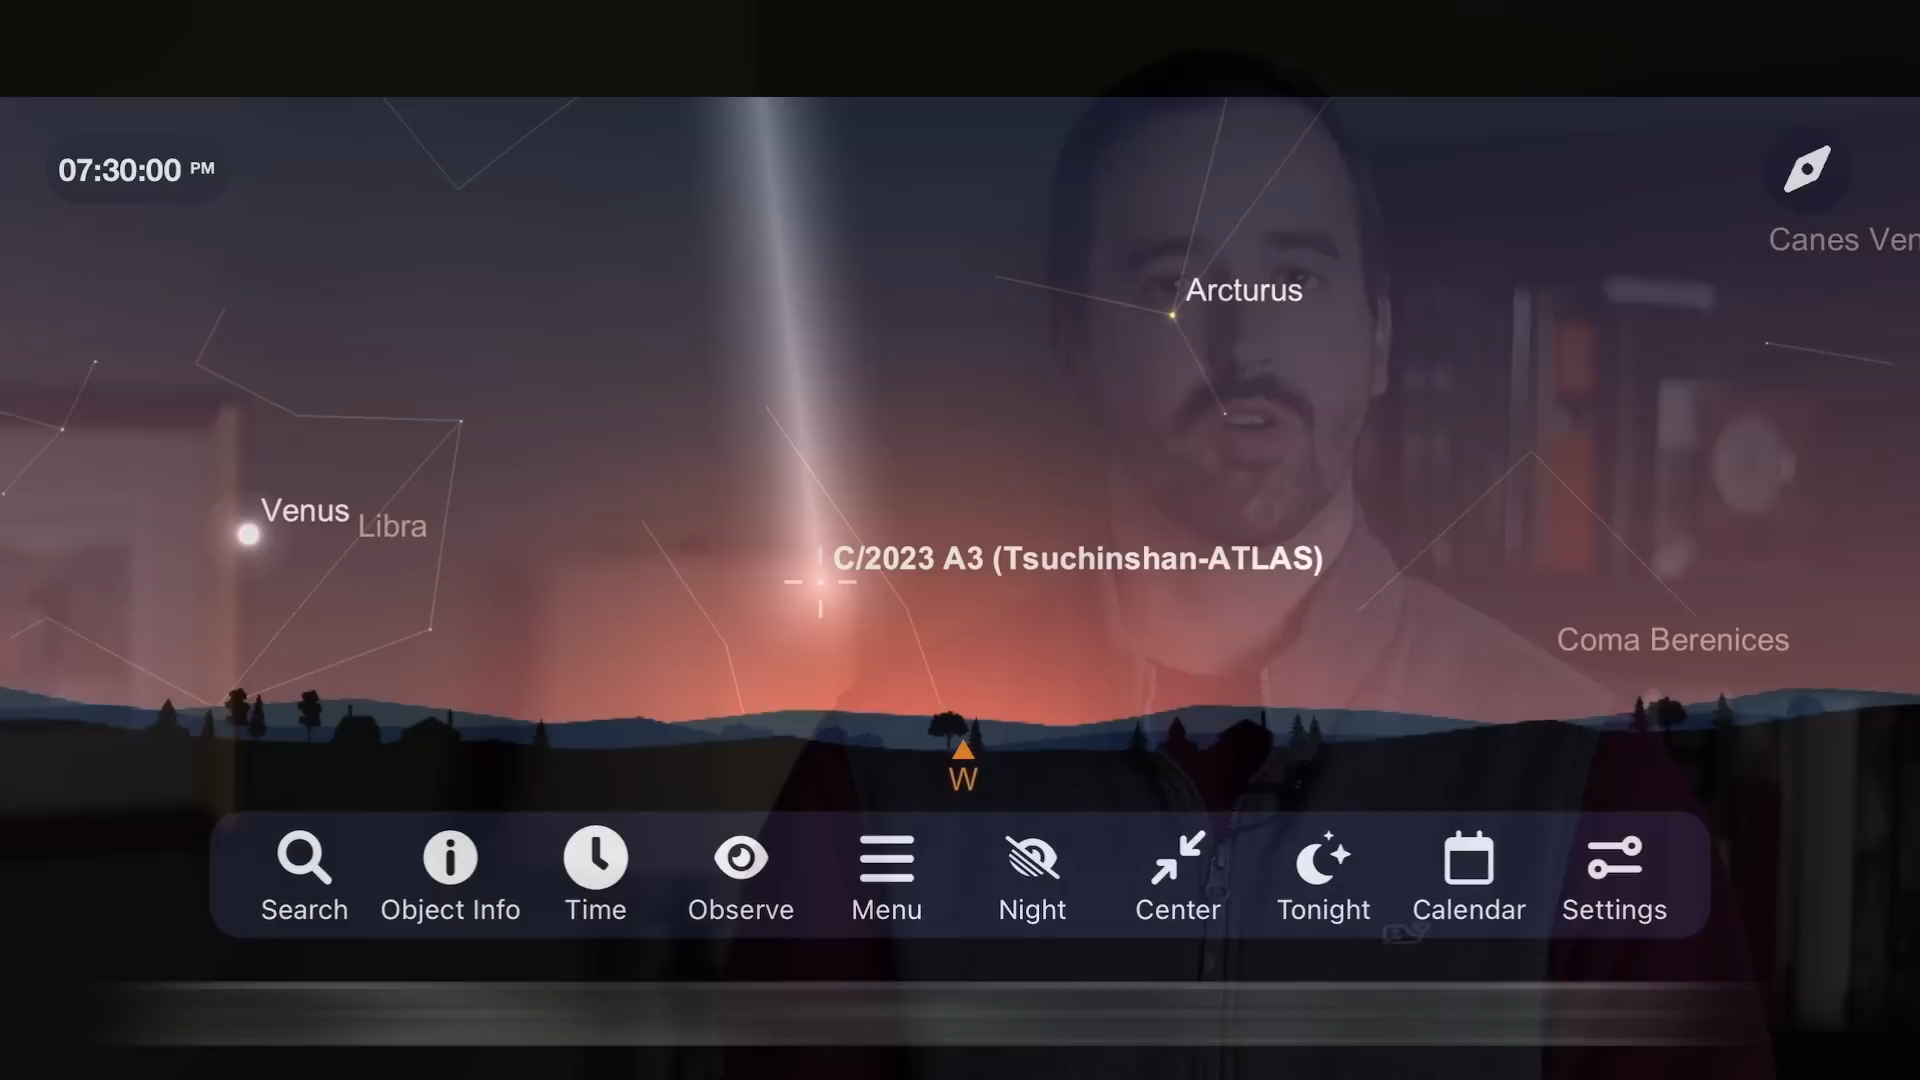 07:30:00 PM
Canes Ven
Arcturus
Venus
Libra
C/2023 A3 (Tsuchinshan-ATLAS)
Coma Berenices
W
Search Object Info Time Observe Menu Night Center Tonight Calendar Settings